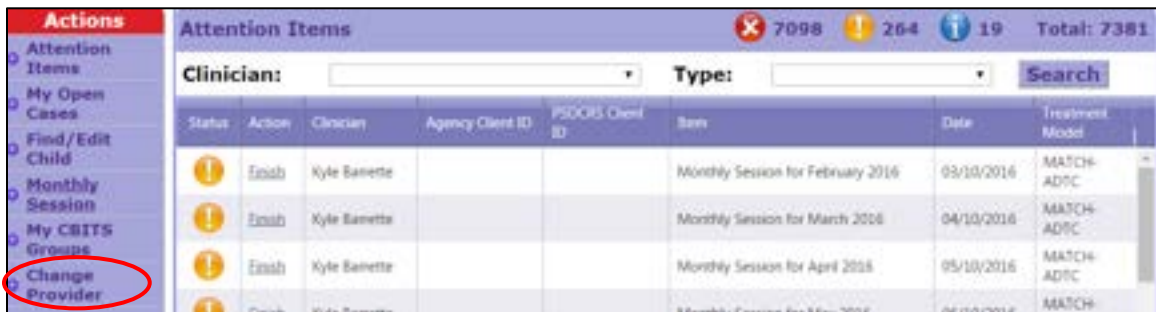 Actions
Attention
Items
My Open
Cases
Find/Edit
Child
Monthly
Session
My CBITS
Groups
Change
Provider
Attention Items 7098 264 19 Total: 7381
Clinician: Type: Search
Status Action Clinician Agency Client ID PSDCRS Client ID Item Date Treatment Model
Finish Kyle Barrette Monthly Session for February 2016 03/10/2016 MATCH-ADTC
Finish Kyle Barrette Monthly Session for March 2016 04/10/2016 MATCH-ADTC
Finish Kyle Barrette Monthly Session for April 2016 05/10/2016 MATCH-ADTC
MATCH-